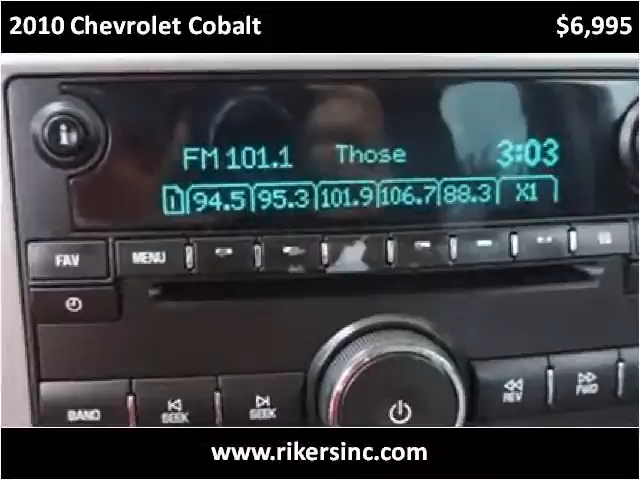 2010 Chevrolet Cobalt $6,995
i
FM 101.1 Those 3:03
1 94.5 95.3 101.9 106.7 88.3 X1
FAV MENU
BAND SEEK SEEK REV FWD
www.rikersinc.com